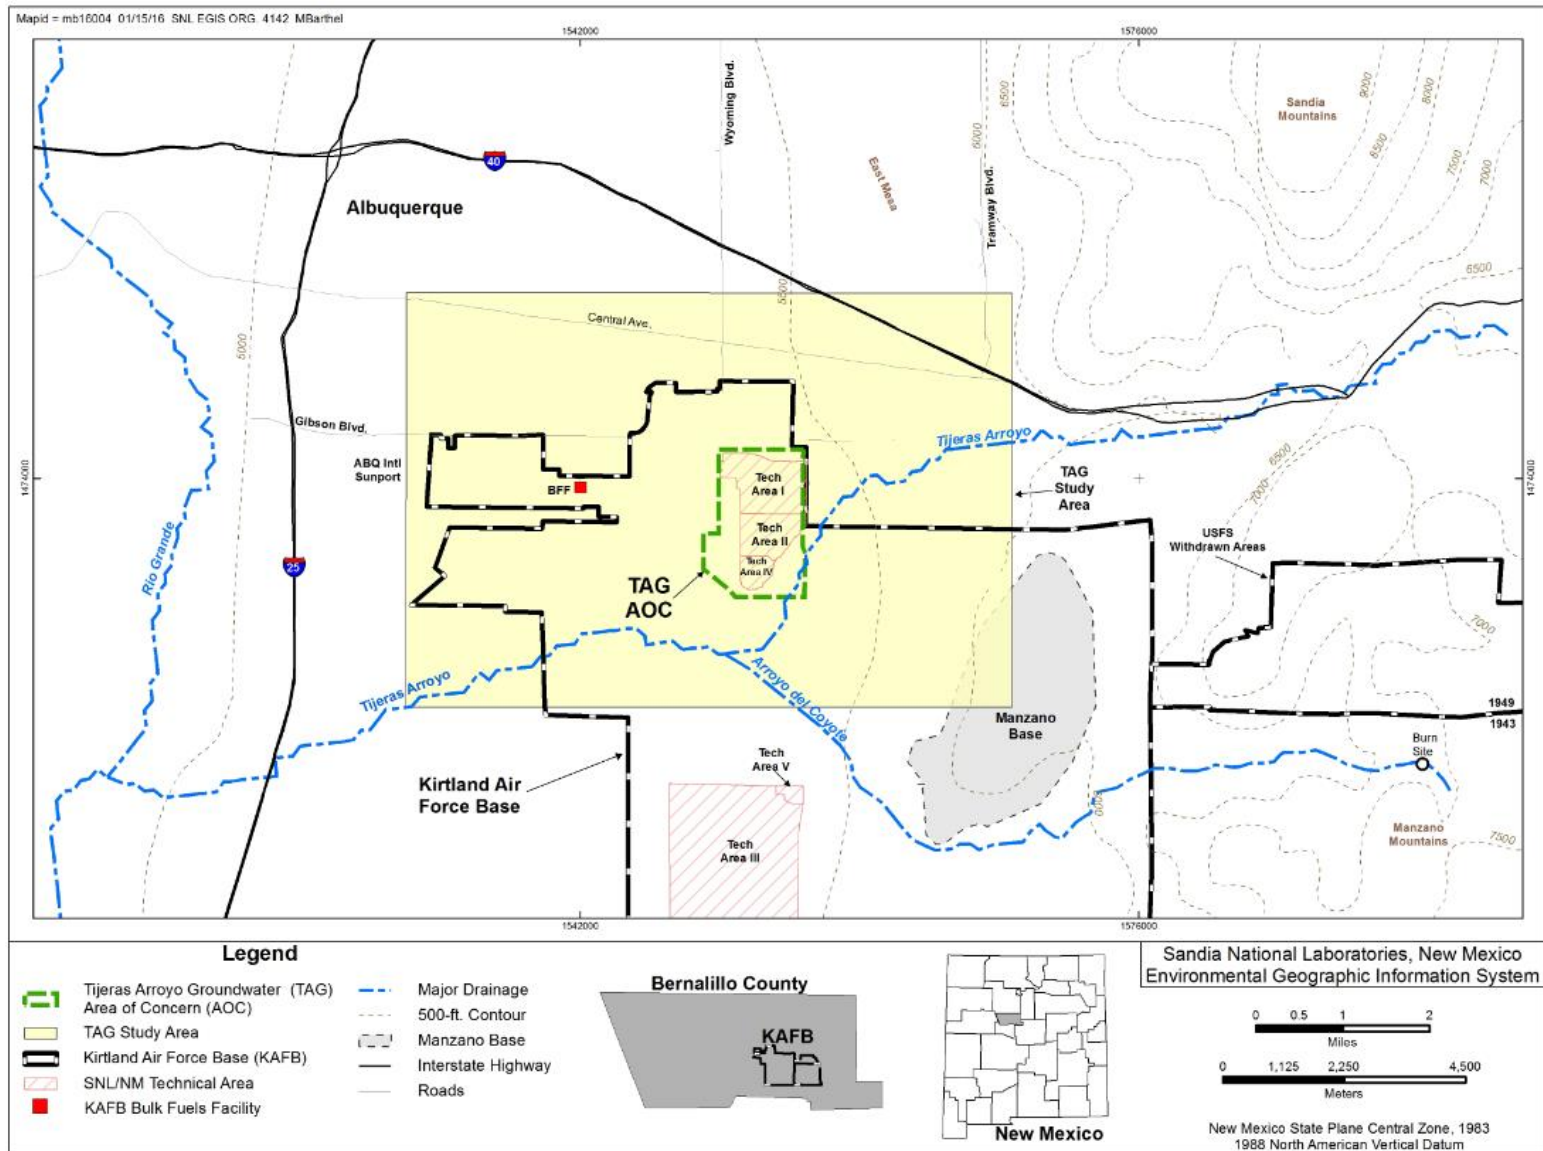 Mapid = mb16004 01/15/16 SNL EGIS ORG. 4142 MBarthel
1542000
1576000
Wyoming Blvd.
6500
6000
9000
8000
Sandia
Mountains
8500
7500
7000
40
East Mesa
Albuquerque
Tramway Blvd.
6500
5500
Central Ave.
5000
Gibson Blvd.
Tijeras Arroyo
6500
ABQ Intl
Sunport
1474000
BFF
Tech
Area I
TAG
Study
Area
7000
1474000
Tech
Area II
USFS
Withdrawn Areas
Rio Grande
25
Tech
Area IV
TAG
AOC
7000
Tijeras Arroyo
Arroyo del Coyote
Manzano
Base
1949
1943
Burn
Site
Tech
Area V
Kirtland Air
Force Base
6000
Manzano
Mountains
7500
Tech
Area III
1542000
1576000
Legend
Tijeras Arroyo Groundwater (TAG)
Area of Concern (AOC)
TAG Study Area
Kirtland Air Force Base (KAFB)
SNL/NM Technical Area
KAFB Bulk Fuels Facility
Major Drainage
500-ft. Contour
Manzano Base
Interstate Highway
Roads
Bernalillo County
KAFB
New Mexico
Sandia National Laboratories, New Mexico
Environmental Geographic Information System
0 0.5 1 2
Miles
0 1,125 2,250 4,500
Meters
New Mexico State Plane Central Zone, 1983
1988 North American Vertical Datum